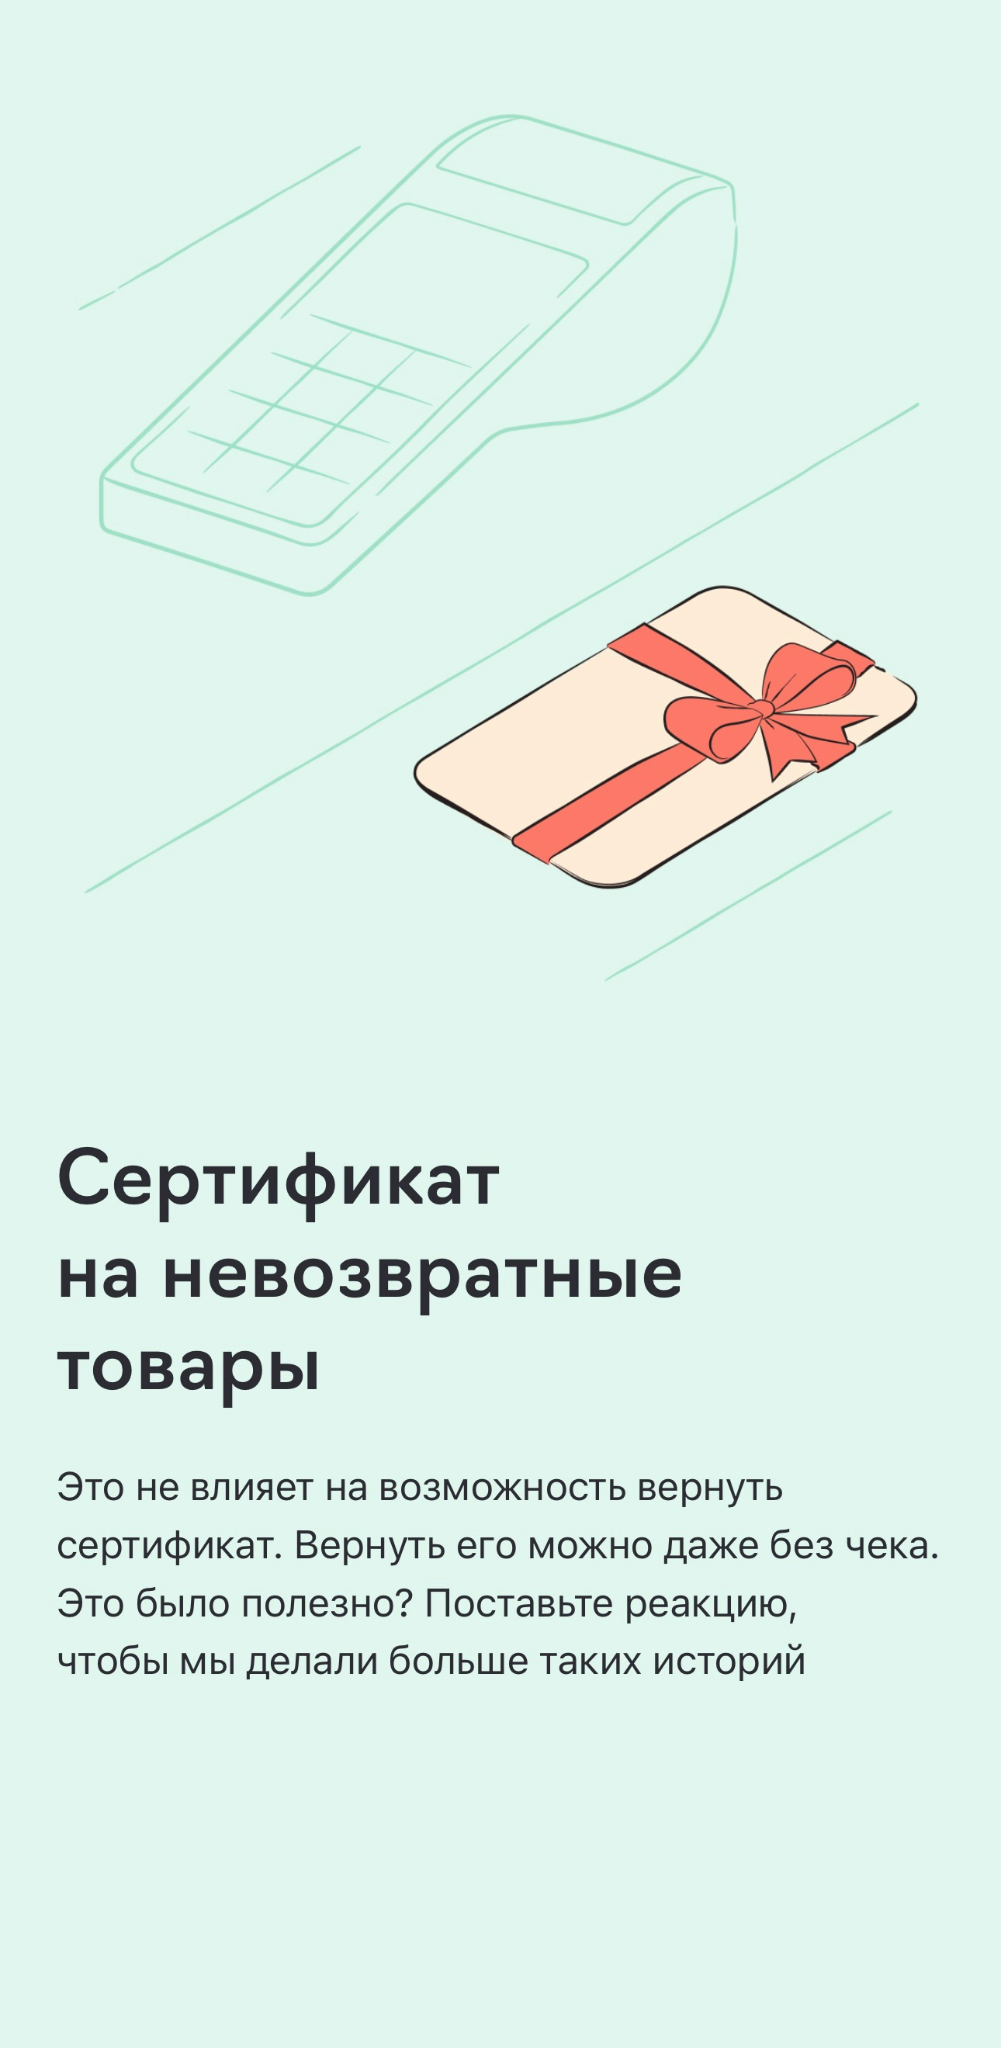 Сертификат
на невозвратные
товары
Это не влияет на возможность вернуть
сертификат. Вернуть его можно даже без чека.
Это было полезно? Поставьте реакцию,
чтобы мы делали больше таких историй